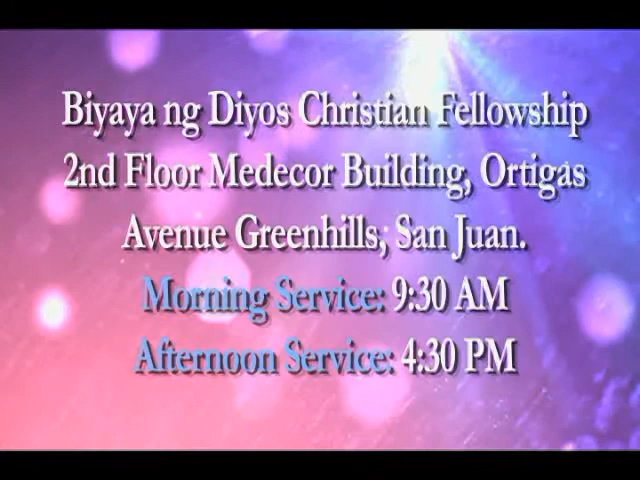 Biyaya ng Diyos Christian Fellowship
2nd Floor Medecor Building, Ortigas
Avenue Greenhills, San Juan.
Morning Service: 9:30 AM
Afternoon Service: 4:30 PM